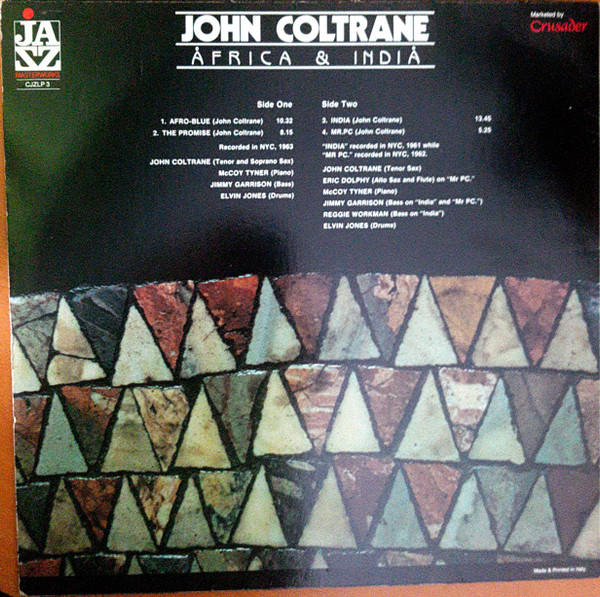 JAZZ
MASTERWORKS
CJZLP 3
JOHN COLTRANE
AFRICA & INDIA
Marketed by
Crusader
Side One
1. AFRO-BLUE (John Coltrane) 10.32
2. THE PROMISE (John Coltrane) 8.15
Recorded in NYC, 1963
JOHN COLTRANE (Tenor and Soprano Sax)
McCOY TYNER (Piano)
JIMMY GARRISON (Bass)
ELVIN JONES (Drums)
Side Two
3. INDIA (John Coltrane) 13.45
4. MR.PC (John Coltrane) 5.25
"INDIA" recorded in NYC, 1961 while
"MR PC." recorded in NYC, 1962.
JOHN COLTRANE (Tenor Sax)
ERIC DOLPHY (Alto Sax and Flute) on "Mr PC."
McCOY TYNER (Piano)
JIMMY GARRISON (Bass on "India" and "Mr PC.")
REGGIE WORKMAN (Bass on "India")
ELVIN JONES (Drums)
Made & Printed in Italy